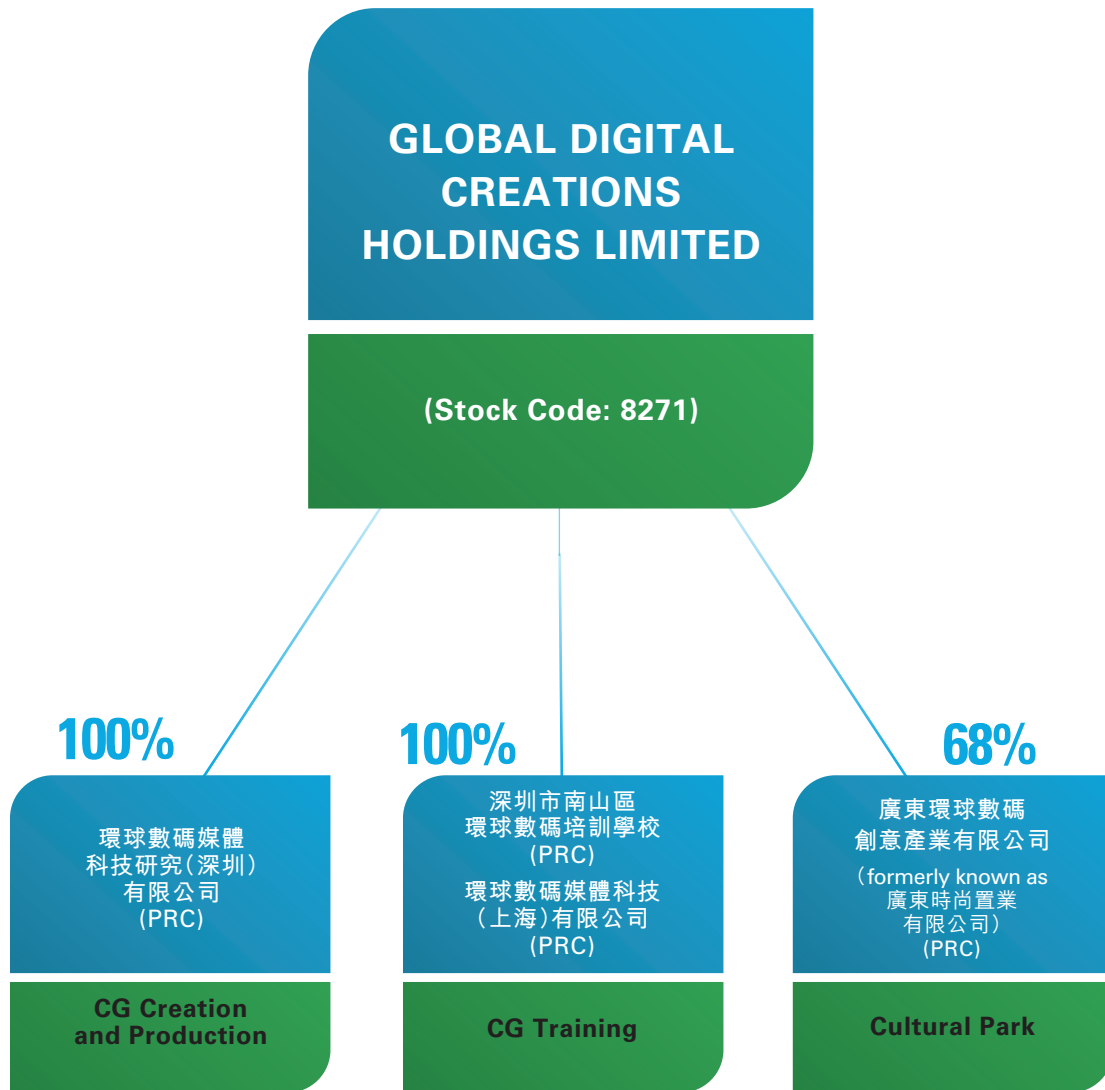 GLOBAL DIGITAL
CREATIONS
HOLDINGS LIMITED
(Stock Code: 8271)
100%
環球數碼媒體
科技研究(深圳)
有限公司
(PRC)
CG Creation
and Production
100%
深圳市南山區
環球數碼培訓學校
(PRC)
環球數碼媒體科技
(上海)有限公司
(PRC)
CG Training
68%
廣東環球數碼
創意產業有限公司
(formerly known as
廣東時尚置業
有限公司)
(PRC)
Cultural Park